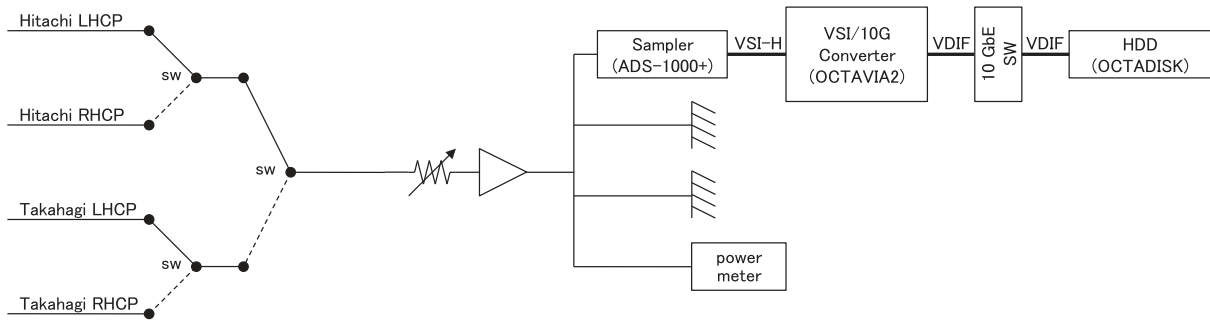 Hitachi LHCP
sw
Hitachi RHCP
sw
Takahagi LHCP
sw
Takahagi RHCP
Sampler
(ADS-1000+)
VSI-H
VSI/10G
Converter
(OCTAVIA2)
VDIF
10 GbE
SW
VDIF
HDD
(OCTADISK)
power
meter